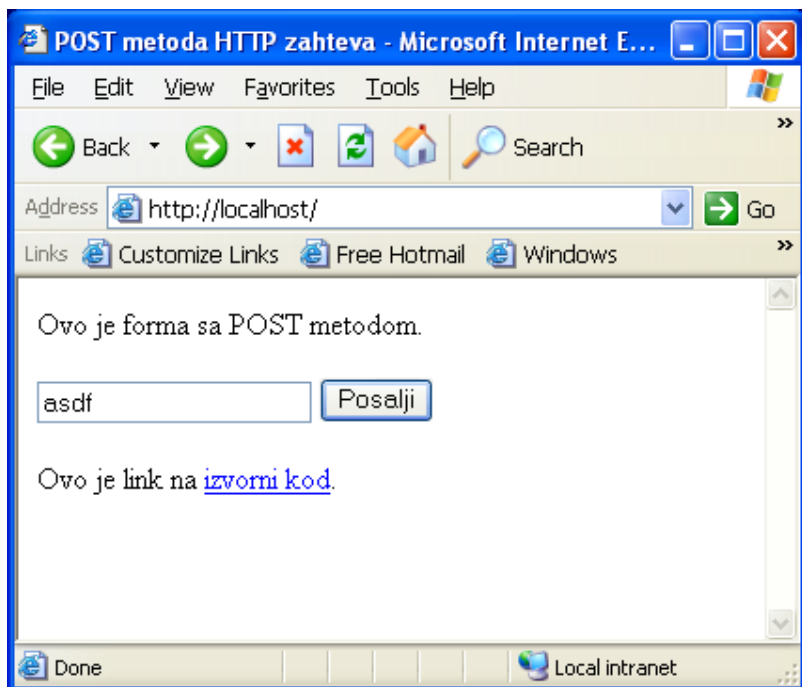 POST metoda HTTP zahteva - Microsoft Internet E...
File Edit View Favorites Tools Help
Back Search »
Address http://localhost/ Go
Links Customize Links Free Hotmail Windows »
Ovo je forma sa POST metodom.
asdf Posalji
Ovo je link na izvorni kod.
Done Local intranet